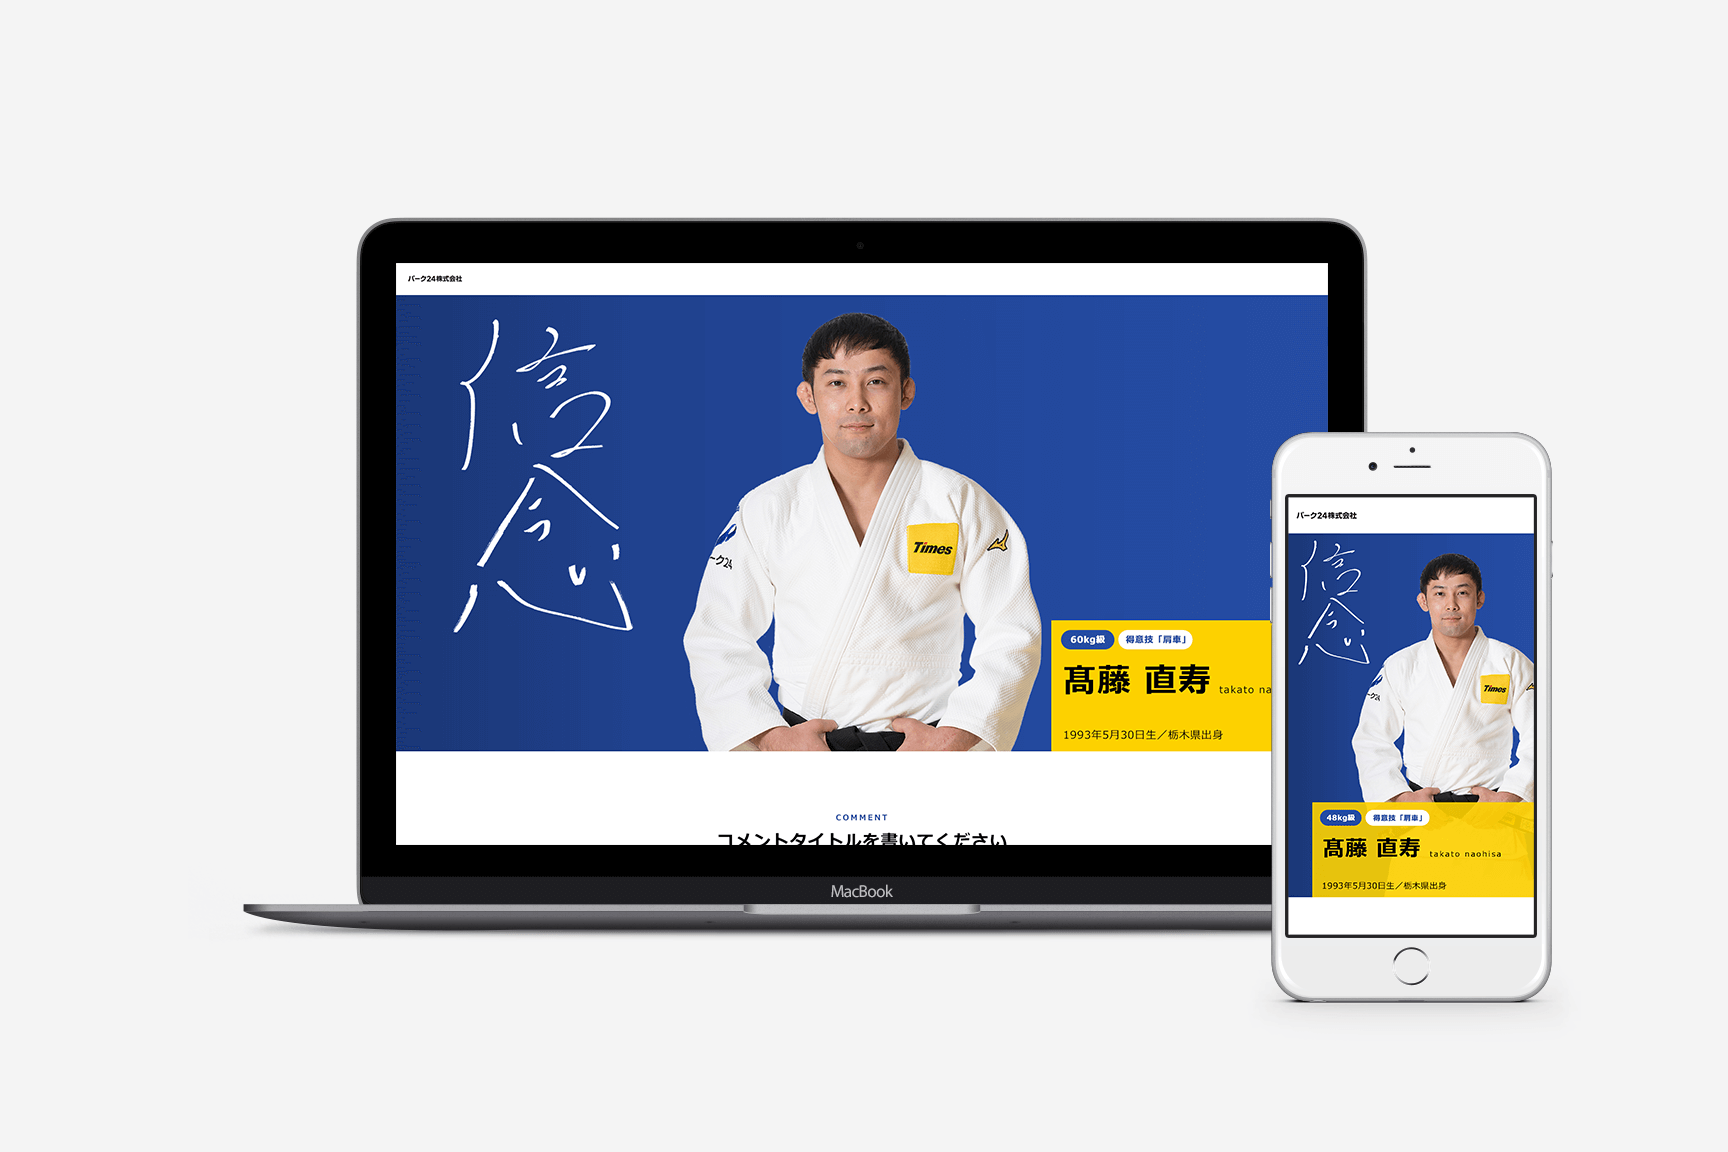 パーク24株式会社
信念
Times
ーク24
60kg級
得意技「肩車」
髙藤 直寿 takato na
1993年5月30日生／栃木県出身
COMMENT
コメントタイトルを書いてください
MacBook
パーク24株式会社
信念
Times
ーク24
48kg級
得意技「肩車」
髙藤 直寿 takato naohisa
1993年5月30日生／栃木県出身